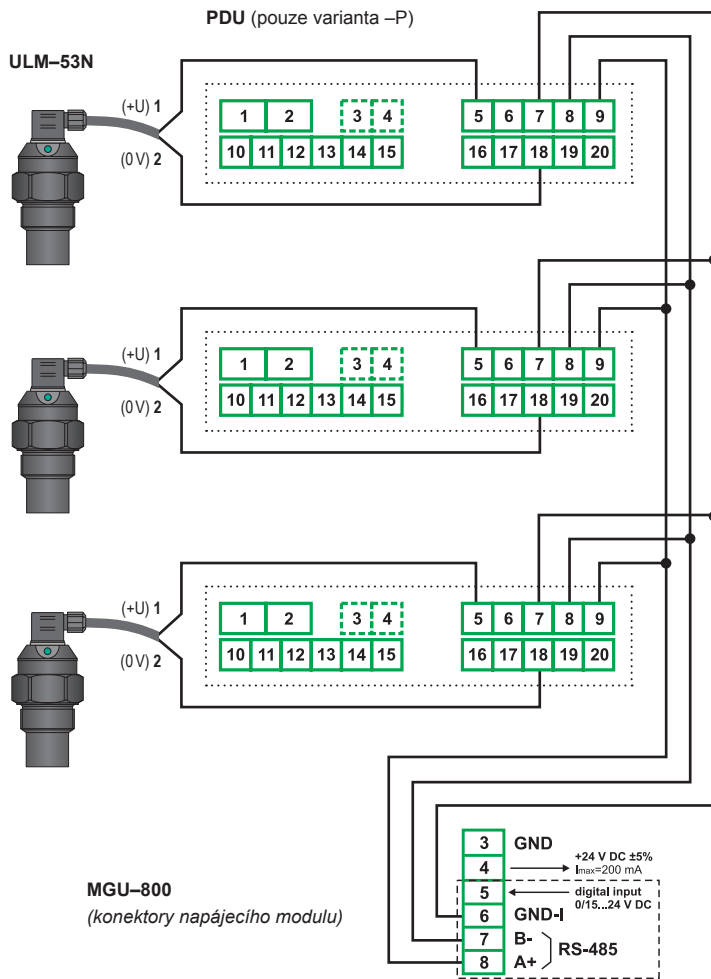 PDU (pouze varianta –P)
ULM–53N
(+U) 1
(0 V) 2
1 2 3 4 5 6 7 8 9
10 11 12 13 14 15 16 17 18 19 20
(+U) 1
(0 V) 2
1 2 3 4 5 6 7 8 9
10 11 12 13 14 15 16 17 18 19 20
(+U) 1
(0 V) 2
1 2 3 4 5 6 7 8 9
10 11 12 13 14 15 16 17 18 19 20
MGU–800
(konektory napájecího modulu)
3 GND
4 +24 V DC ±5%
Imax=200 mA
5 digital input
0/15...24 V DC
6 GND-I
7 B-
8 A+
RS-485